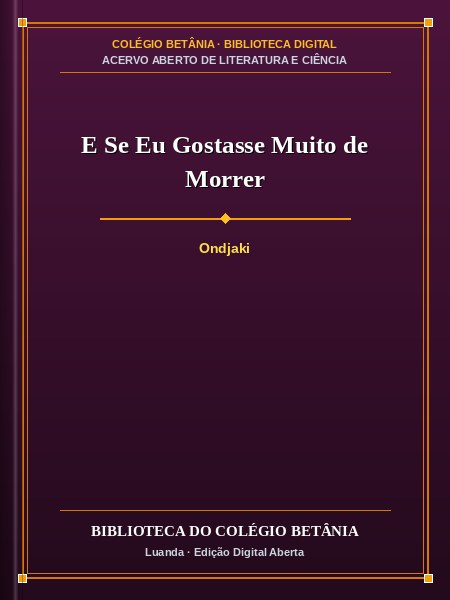 COLÉGIO BETÂNIA · BIBLIOTECA DIGITAL
ACERVO ABERTO DE LITERATURA E CIÊNCIA
E Se Eu Gostasse Muito de
Morrer
Ondjaki
BIBLIOTECA DO COLÉGIO BETÂNIA
Luanda · Edição Digital Aberta